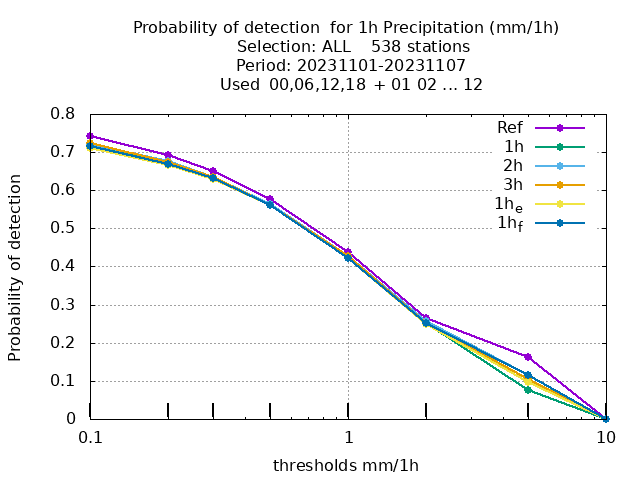 Probability of detection  for 1h Precipitation (mm/1h)
Selection: ALL    538 stations
Period: 20231101-20231107
Used  00,06,12,18  + 01 02 ... 12
Probability of detection
0.8
0.7
0.6
0.5
0.4
0.3
0.2
0.1
0
Ref
1h
2h
3h
1h_e
1h_f
0.1
1
10
thresholds mm/1h